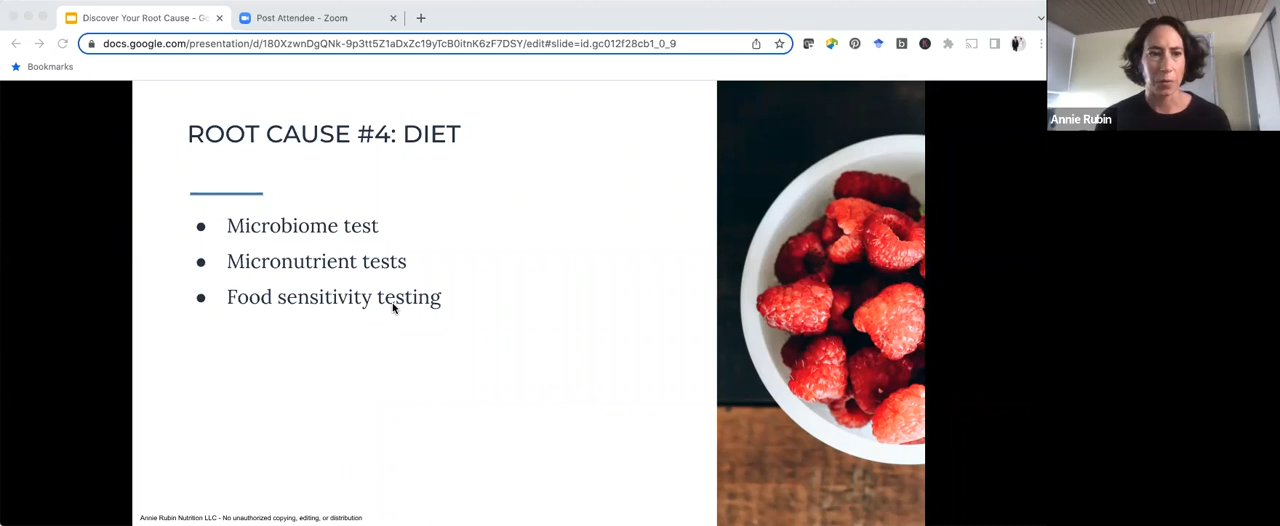 Discover Your Root Cause - Go
Post Attendee - Zoom
docs.google.com/presentation/d/180XzwnDgQNk-9p3tt5Z1aDxZc19yTcB0itnK6zF7DSY/edit#slide=id.gc012f28cb1_0_9
Bookmarks
Annie Rubin
ROOT CAUSE #4: DIET
● Microbiome test
● Micronutrient tests
● Food sensitivity testing
Annie Rubin Nutrition LLC - No unauthorized copying, editing, or distribution